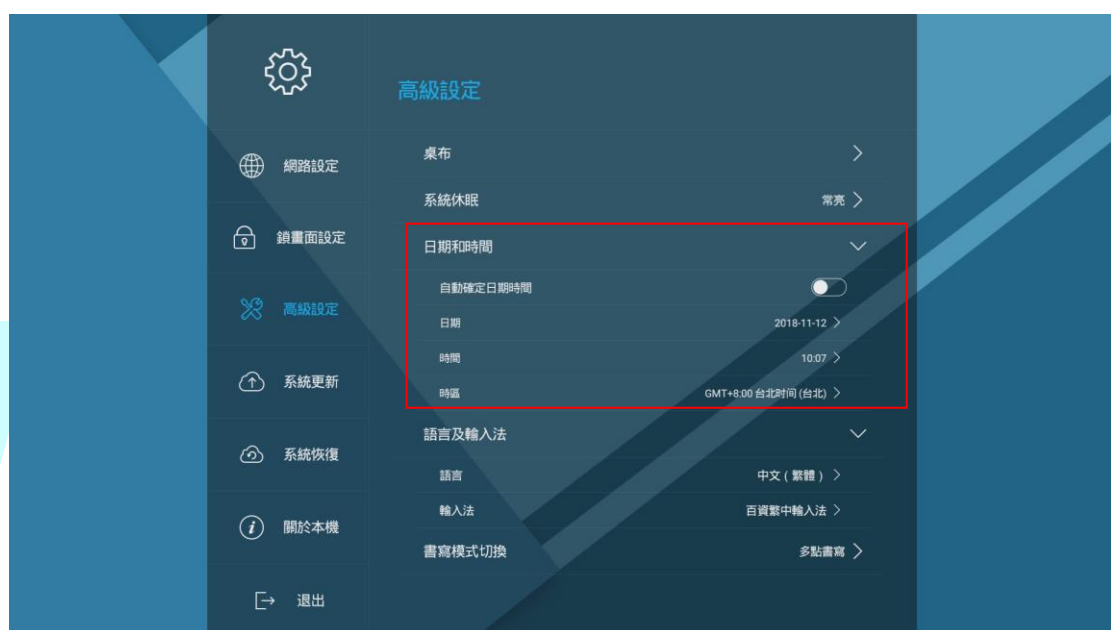 高級設定
網路設定
鎖畫面設定
高級設定
系統更新
系統恢復
關於本機
退出
桌布
系統休眠 常亮
日期和時間
自動確定日期時間
日期 2018-11-12
時間 10:07
時區 GMT+8:00 台北时间 (台北)
語言及輸入法
語言 中文 ( 繁體 )
輸入法 百資繁中輸入法
書寫模式切換 多點書寫